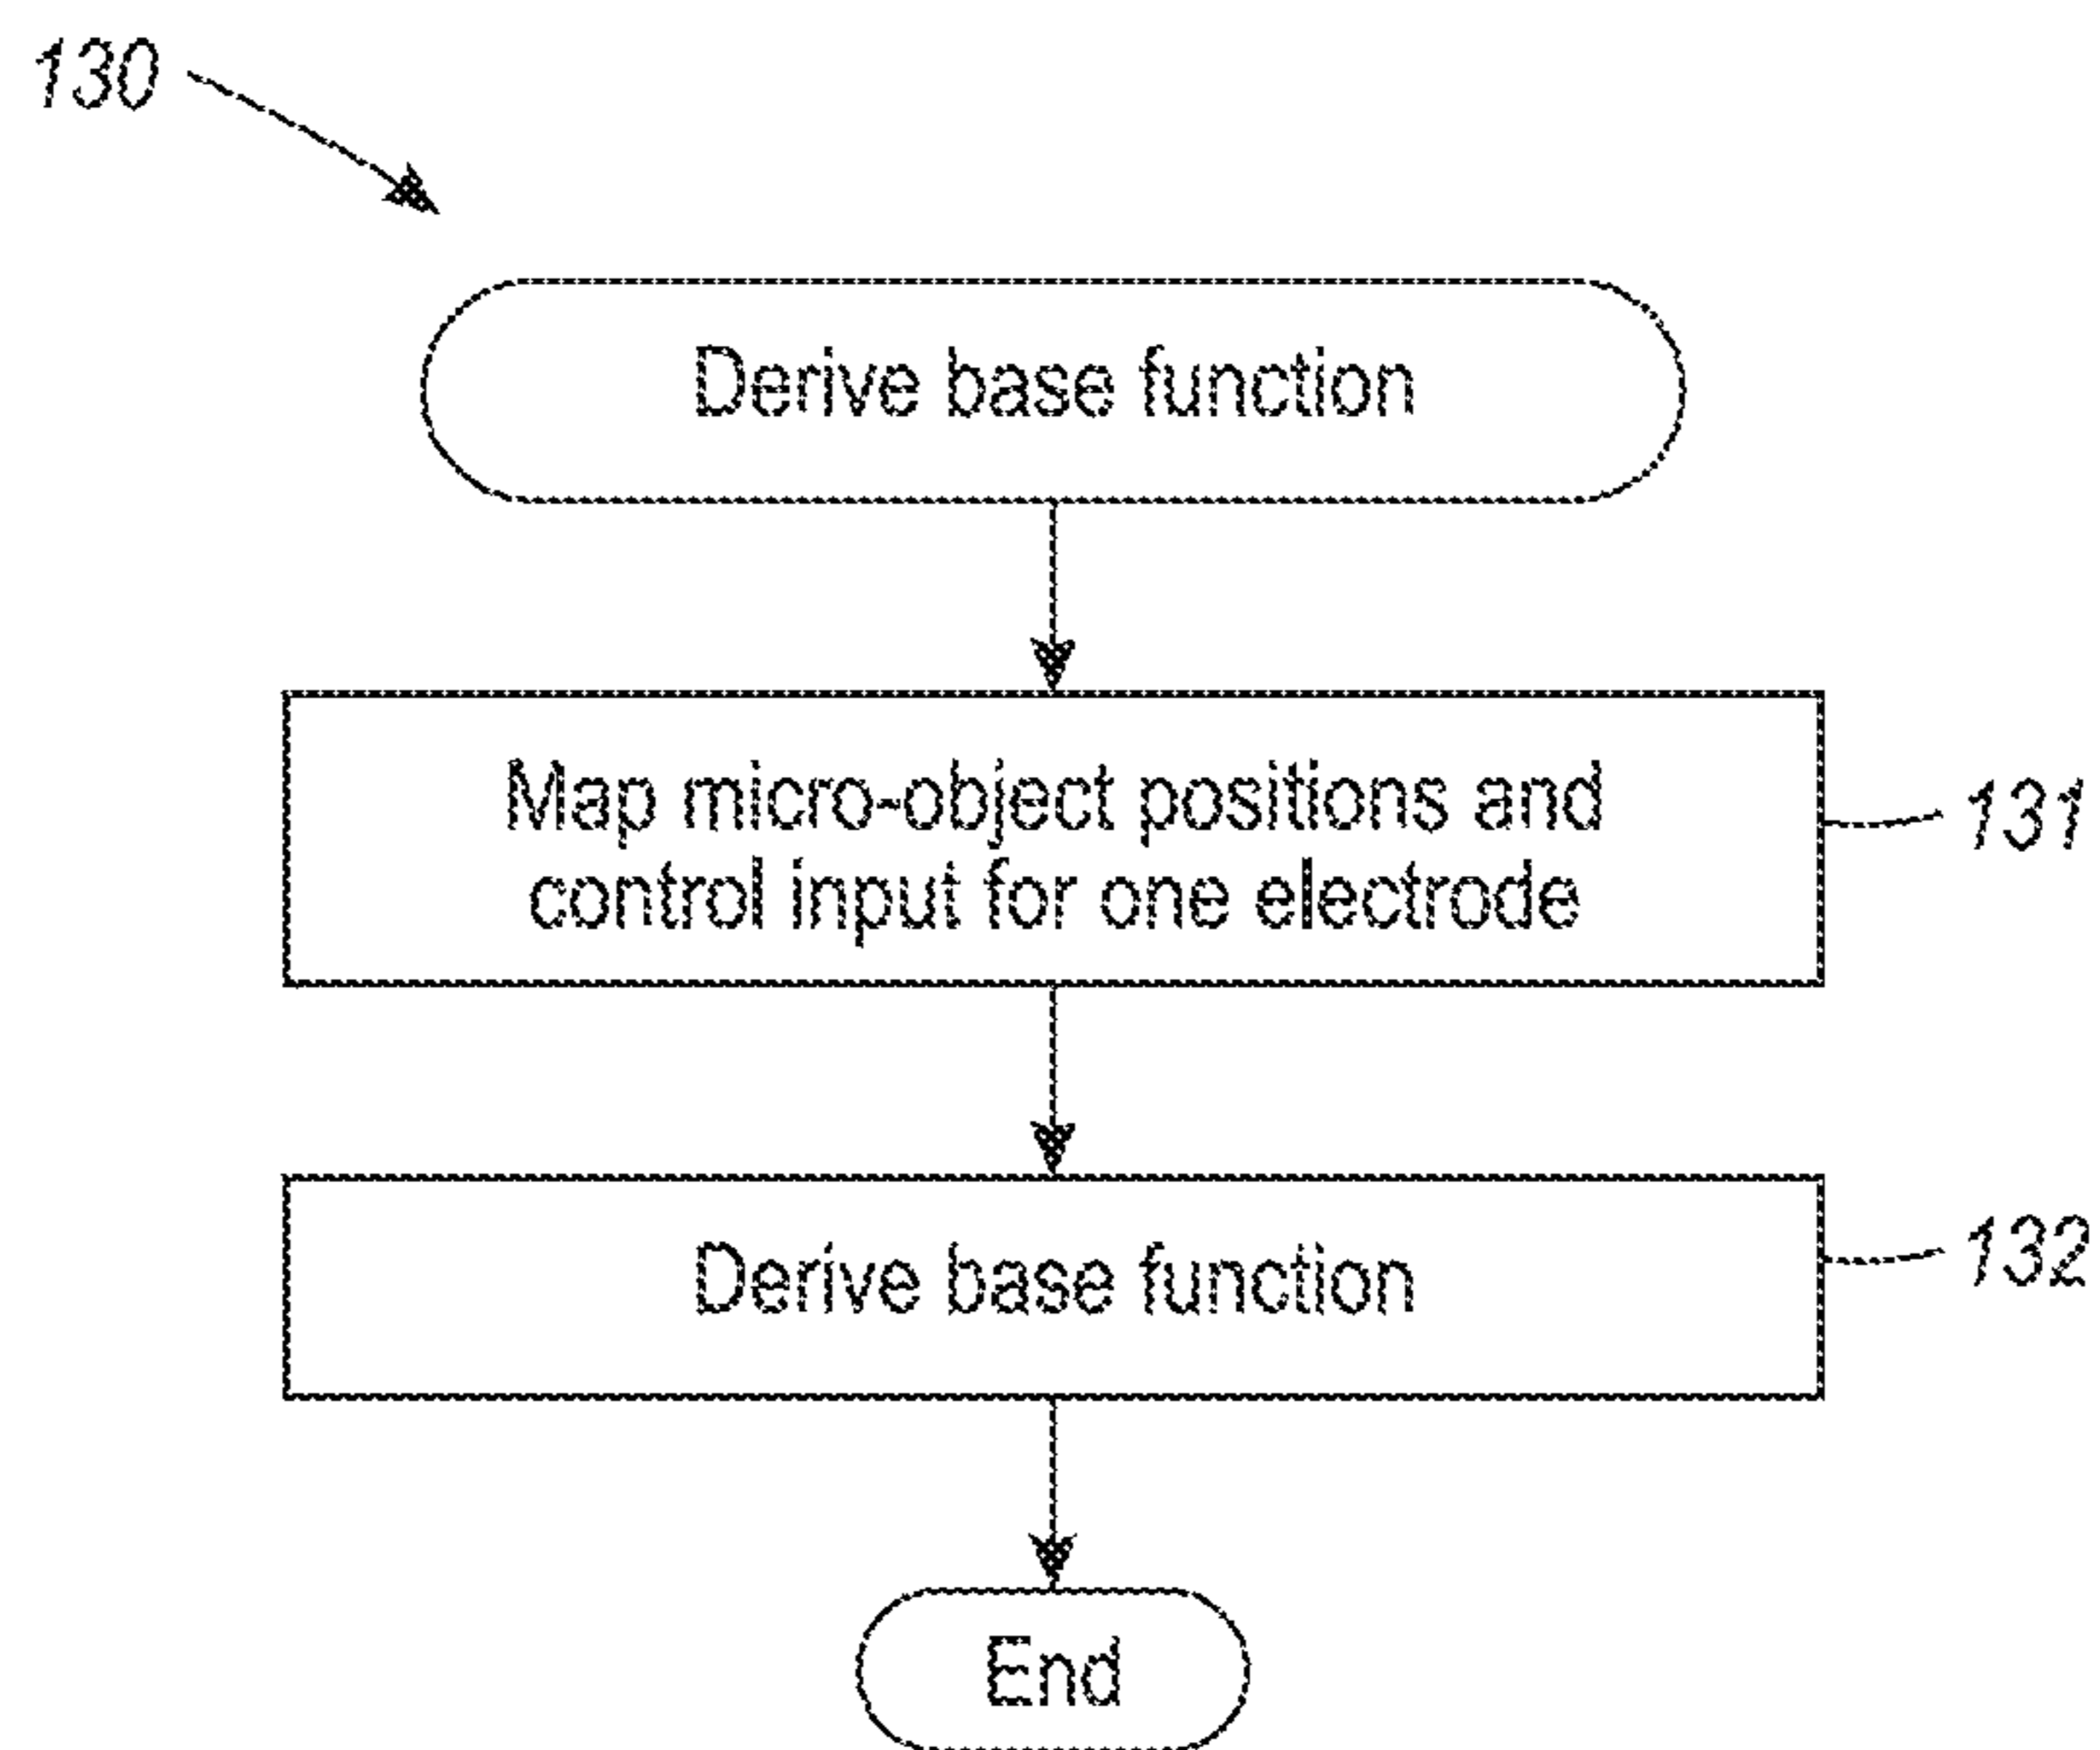 130
Derive base function
Map micro-object positions and
control input for one electrode
131
Derive base function
132
End